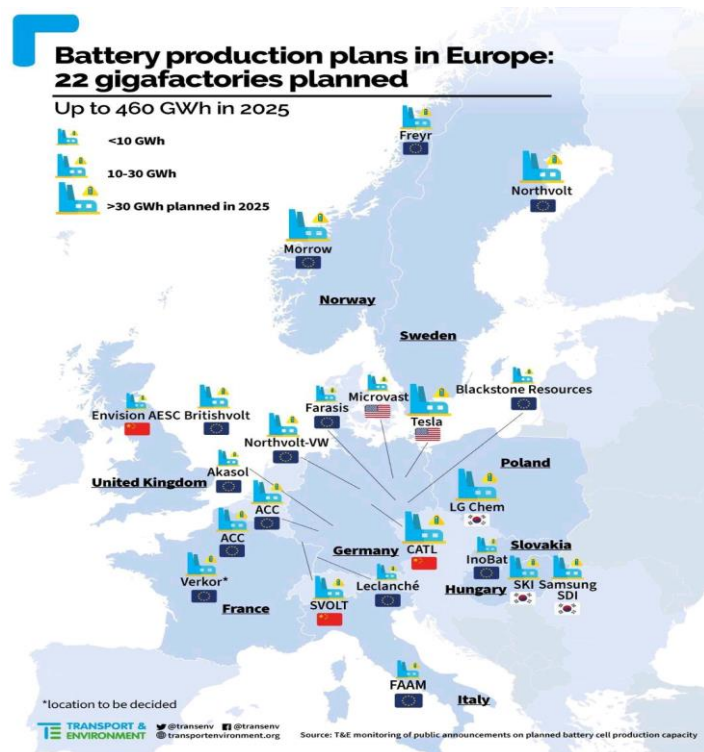 Battery production plans in Europe:
22 gigafactories planned
Up to 460 GWh in 2025
<10 GWh
10-30 GWh
>30 GWh planned in 2025
Freyr
Northvolt
Morrow
Norway
Sweden
Envision AESC
Britishvolt
Northvolt-VW
Farasis
Microvast
Tesla
Blackstone Resources
United Kingdom
Akasol
ACC
ACC
Poland
LG Chem
Germany
CATL
Slovakia
InoBat
Hungary
SKI
Samsung
SDI
Verkor*
France
SVOLT
Leclanché
FAAM
Italy
*location to be decided
TE TRANSPORT &
ENVIRONMENT
@transenv @transenv
transportenvironment.org
Source: T&E monitoring of public announcements on planned battery cell production capacity